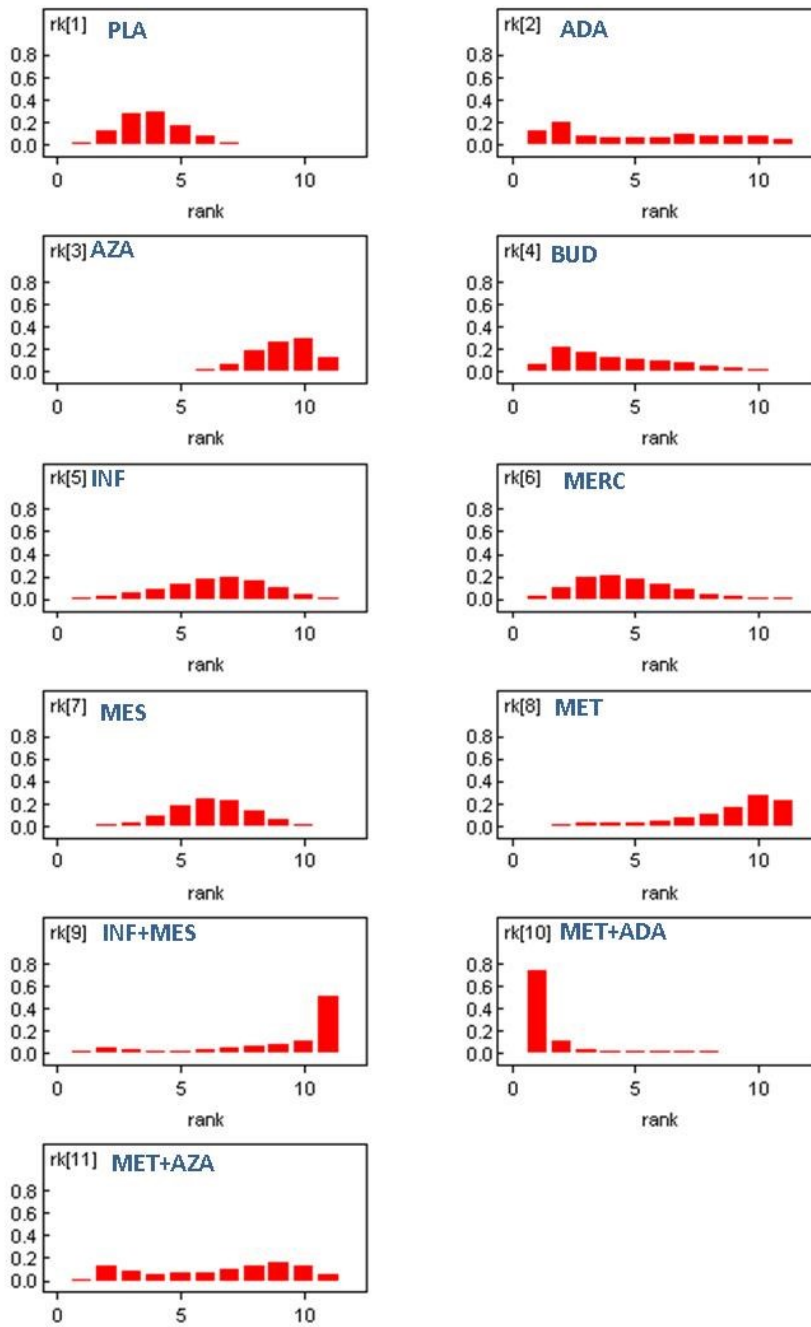 rk[1] PLA
0.8
0.6
0.4
0.2
0.0
0 5 10
rank
rk[2] ADA
0.8
0.6
0.4
0.2
0.0
0 5 10
rank
rk[3] AZA
0.8
0.6
0.4
0.2
0.0
0 5 10
rank
rk[4] BUD
0.8
0.6
0.4
0.2
0.0
0 5 10
rank
rk[5] INF
0.8
0.6
0.4
0.2
0.0
0 5 10
rank
rk[6] MERC
0.8
0.6
0.4
0.2
0.0
0 5 10
rank
rk[7] MES
0.8
0.6
0.4
0.2
0.0
0 5 10
rank
rk[8] MET
0.8
0.6
0.4
0.2
0.0
0 5 10
rank
rk[9] INF+MES
0.8
0.6
0.4
0.2
0.0
0 5 10
rank
rk[10] MET+ADA
0.8
0.6
0.4
0.2
0.0
0 5 10
rank
rk[11] MET+AZA
0.8
0.6
0.4
0.2
0.0
0 5 10